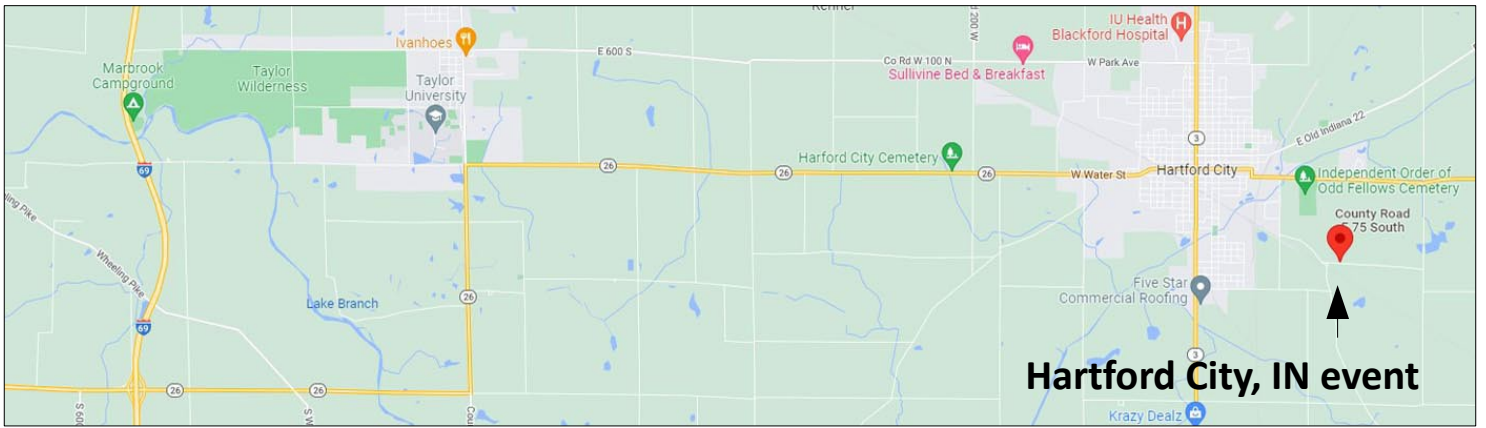 IU Health
Blackford Hospital
Ivanhoes
E 600 S
Co Rd W 100 N
W Park Ave
Sullivine Bed & Breakfast
Marbrook
Campground
Taylor
Wilderness
Taylor
University
69
3
E Old Indiana 22
Harford City Cemetery
26
26
26
W Water St
Hartford City
Independent Order of
Odd Fellows Cemetery
County Road
75 South
Wheeling Pike
Lake Branch
26
Five Star
Commercial Roofing
69
3
Hartford City, IN event
26
26
Krazy Dealz